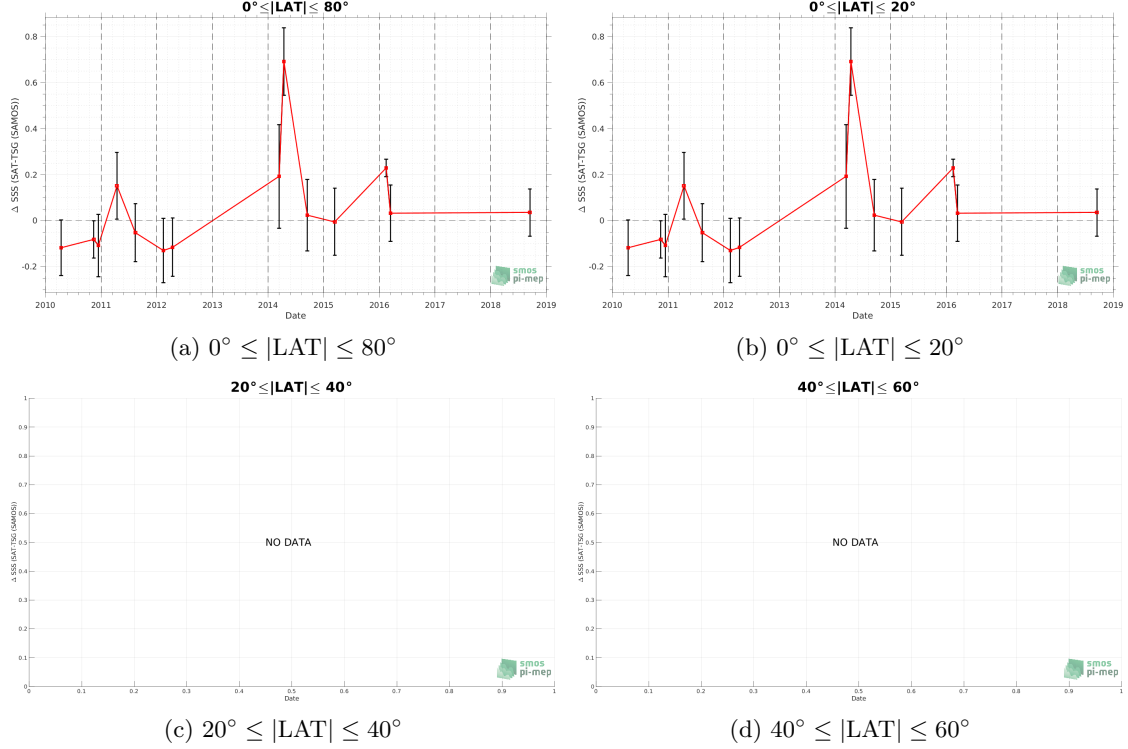 0°≤|LAT|≤ 80°
Δ SSS (SAT-TSG (SAMOS))
0.8
0.6
0.4
0.2
0
-0.2
2010 2011 2012 2013 2014 2015 2016 2017 2018 2019
Date
smos
pi-mep
(a) 0° ≤ |LAT| ≤ 80°
0°≤|LAT|≤ 20°
Δ SSS (SAT-TSG (SAMOS))
0.8
0.6
0.4
0.2
0
-0.2
2010 2011 2012 2013 2014 2015 2016 2017 2018 2019
Date
smos
pi-mep
(b) 0° ≤ |LAT| ≤ 20°
20°≤|LAT|≤ 40°
Δ SSS (SAT-TSG (SAMOS))
1
0.9
0.8
0.7
0.6
0.5
0.4
0.3
0.2
0.1
0
NO DATA
0 0.1 0.2 0.3 0.4 0.5 0.6 0.7 0.8 0.9 1
Date
smos
pi-mep
(c) 20° ≤ |LAT| ≤ 40°
40°≤|LAT|≤ 60°
Δ SSS (SAT-TSG (SAMOS))
1
0.9
0.8
0.7
0.6
0.5
0.4
0.3
0.2
0.1
0
NO DATA
0 0.1 0.2 0.3 0.4 0.5 0.6 0.7 0.8 0.9 1
Date
smos
pi-mep
(d) 40° ≤ |LAT| ≤ 60°